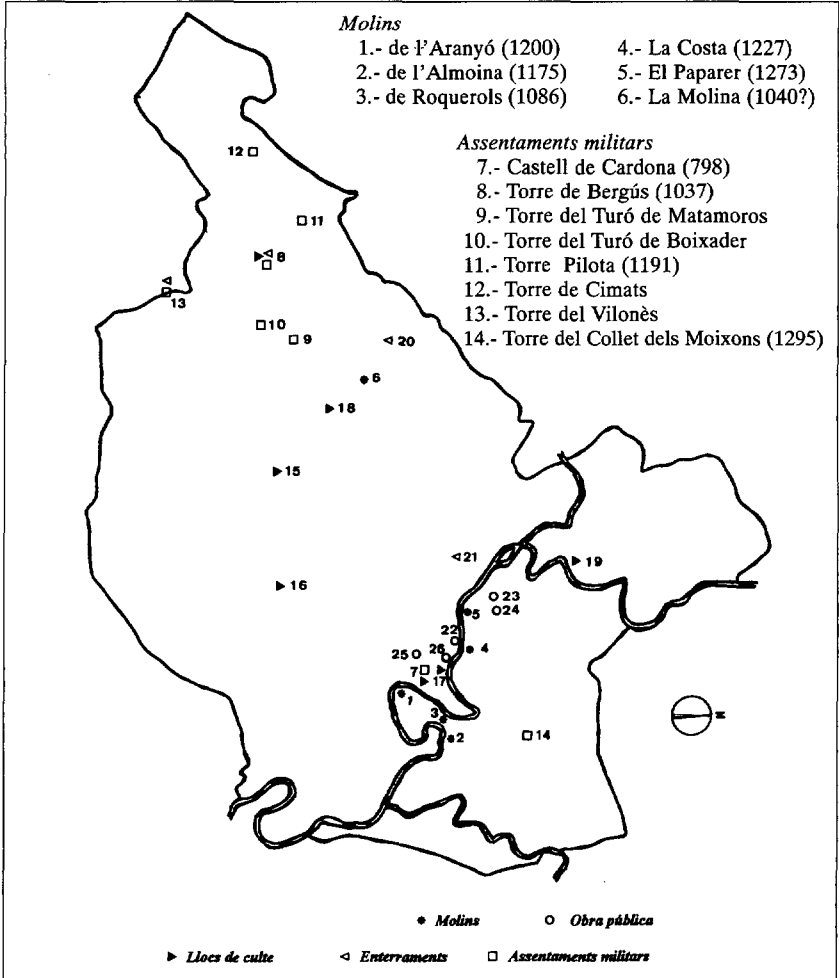 Molins
1.- de l'Aranyó (1200)
2.- de l'Almoina (1175)
3.- de Roquerols (1086)
4.- La Costa (1227)
5.- El Paparer (1273)
6.- La Molina (1040?)
Assentaments militars
7.- Castell de Cardona (798)
8.- Torre de Bergús (1037)
9.- Torre del Turó de Matamoros
10.- Torre del Turó de Boixader
11.- Torre Pilota (1191)
12.- Torre de Cimats
13.- Torre del Vilonès
14.- Torre del Collet dels Moixons (1295)
12
11
8
13
10
9
20
6
18
15
21
19
16
23
24
5
22
4
25
26
7
17
1
3
2
14
N
Molins
Obra pública
Llocs de culte
Enterraments
Assentaments militars